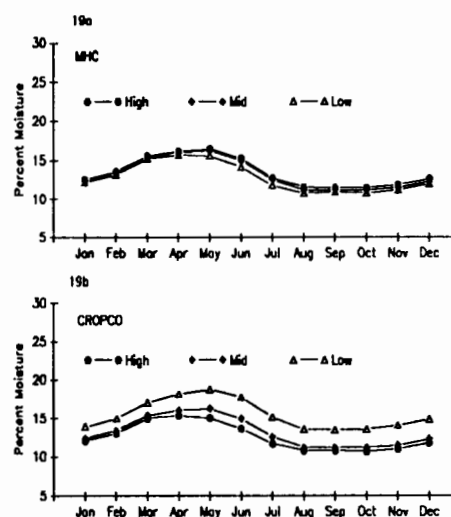 19a
MHC
High Mid Low
Percent Moisture
30
25
20
15
10
5
Jan Feb Mar Apr May Jun Jul Aug Sep Oct Nov Dec
19b
CROPCO
High Mid Low
Percent Moisture
30
25
20
15
10
5
Jan Feb Mar Apr May Jun Jul Aug Sep Oct Nov Dec